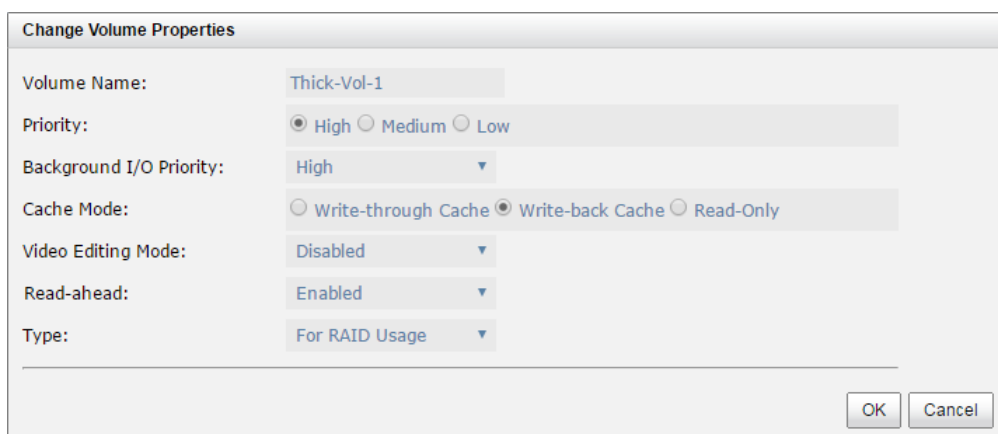 Change Volume Properties
Volume Name: Thick-Vol-1
Priority: High Medium Low
Background I/O Priority: High
Cache Mode: Write-through Cache Write-back Cache Read-Only
Video Editing Mode: Disabled
Read-ahead: Enabled
Type: For RAID Usage
OK Cancel